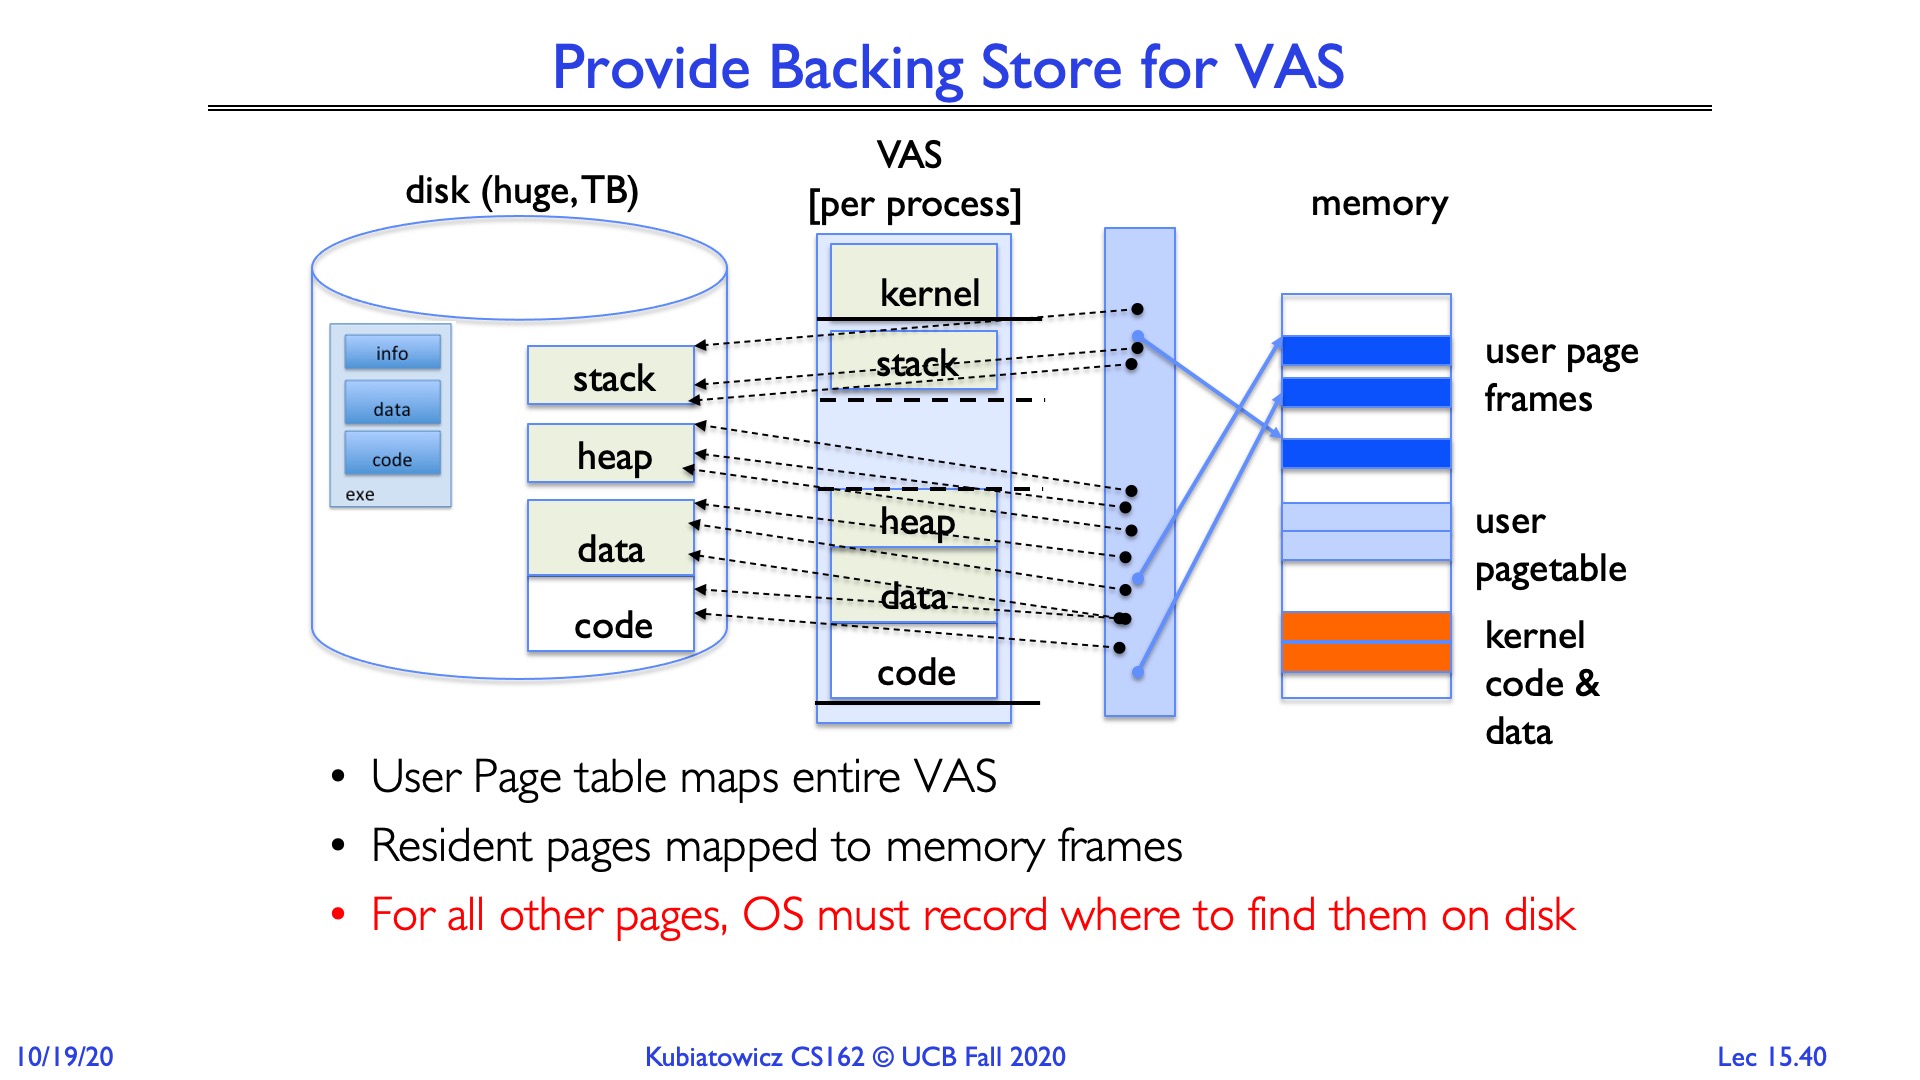 Provide Backing Store for VAS
disk (huge, TB)
VAS
[per process]
memory
info
data
code
exe
stack
heap
data
code
kernel
stack
heap
data
code
user page
frames
user
pagetable
kernel
code &
data
• User Page table maps entire VAS
• Resident pages mapped to memory frames
• For all other pages, OS must record where to find them on disk
10/19/20
Kubiatowicz CS162 © UCB Fall 2020
Lec 15.40